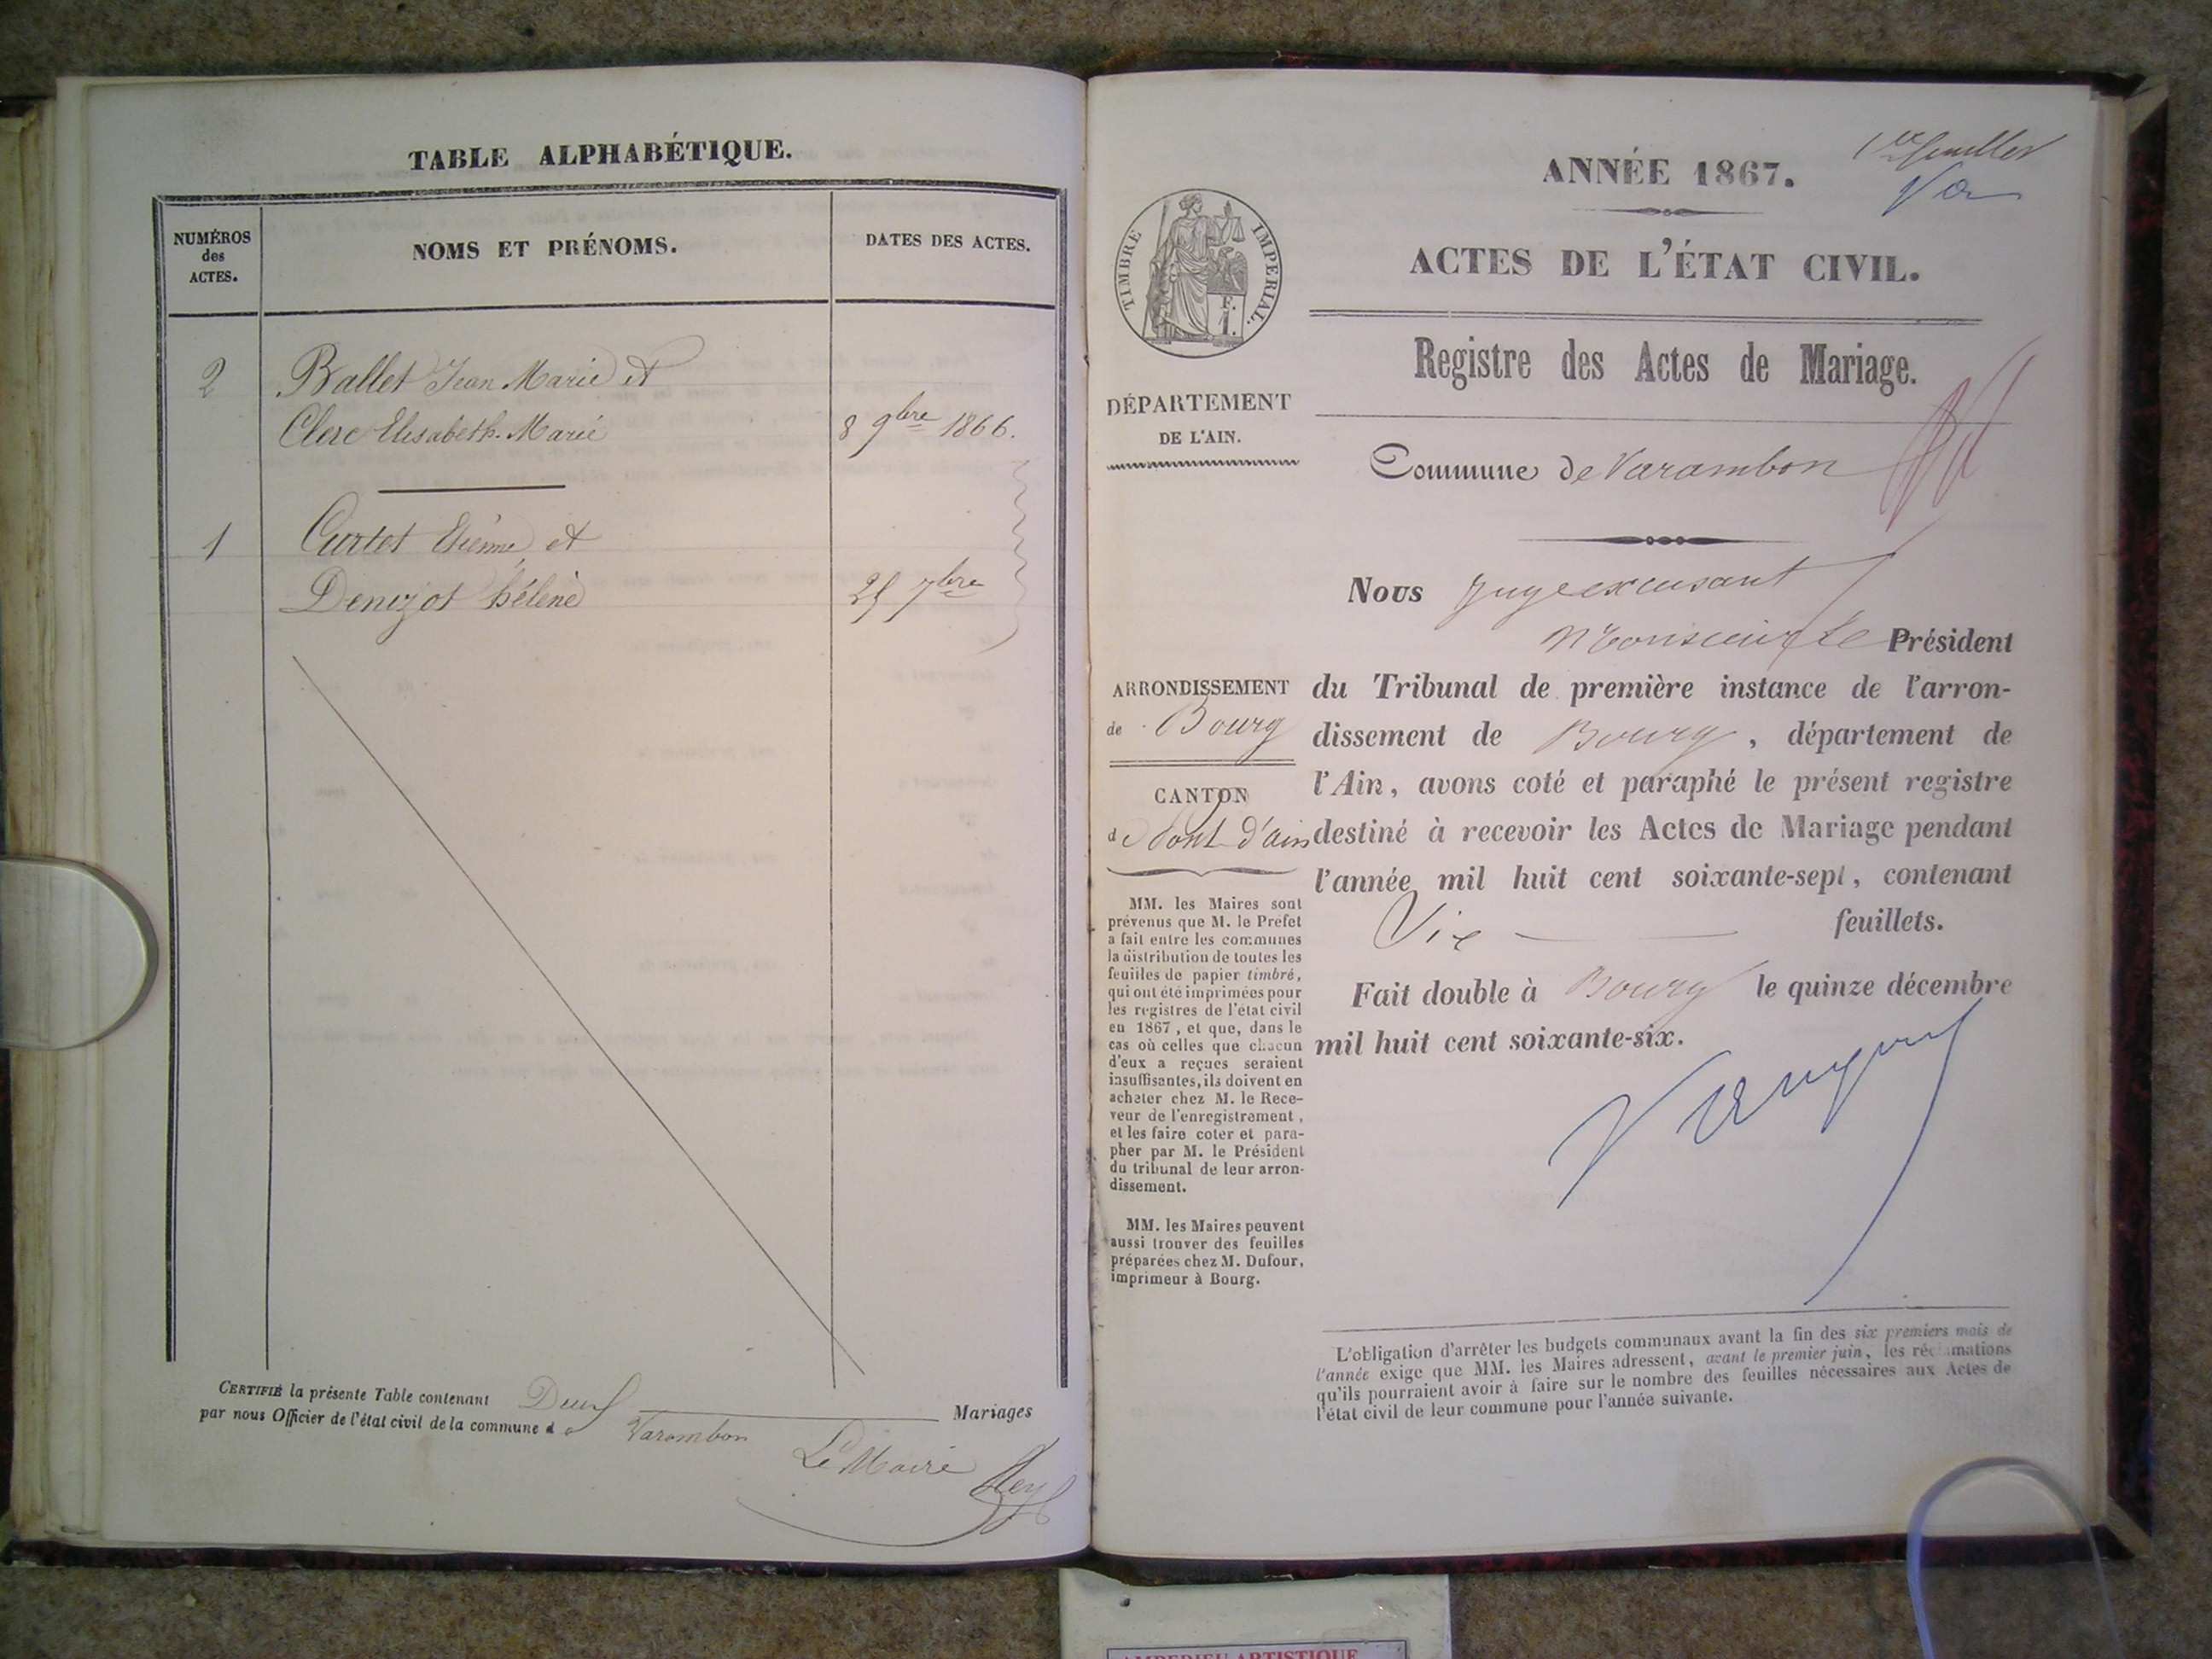 TABLE ALPHABÉTIQUE.
NUMÉROS
des
ACTES.
NOMS ET PRÉNOMS.
DATES DES ACTES.
2
Ballet Jean Marie et
Clerc Elisabeth-Marie
8 9bre 1866.
1
Curtet Etienne et
Denizot hélène
25 7bre
CERTIFIÉ la présente Table contenant Deux Mariages
par nous Officier de l'état civil de la commune de Varambon
Le Maire
1er feuillet
ANNÉE 1867.
ACTES DE L'ÉTAT CIVIL.
TIMBRE IMPERIAL.
Registre des Actes de Mariage.
DÉPARTEMENT
DE L'AIN.
Commune de Varambon
Nous Juge excusant
Monsieur le Président
ARRONDISSEMENT
de Bourg
CANTON
de Pont d'ain
du Tribunal de première instance de l'arron-
dissement de Bourg, département de
l'Ain, avons coté et paraphé le présent registre
destiné à recevoir les Actes de Mariage pendant
l'année mil huit cent soixante-sept, contenant
feuillets.
Fait double à Bourg le quinze décembre
mil huit cent soixante-six.
MM. les Maires sont
prévenus que M. le Préfet
a fait entre les communes
la distribution de toutes les
feuilles de papier timbré,
qui ont été imprimées pour
les registres de l'état civil
en 1867, et que, dans le
cas où celles que chacun
d'eux a reçues seraient
insuffisantes, ils doivent en
acheter chez M. le Rece-
veur de l'enregistrement,
et les faire coter et para-
pher par M. le Président
du tribunal de leur arron-
dissement.
MM. les Maires peuvent
aussi trouver des feuilles
préparées chez M. Dufour,
imprimeur à Bourg.
L'obligation d'arrêter les budgets communaux avant la fin des six premiers mois de
l'année exige que MM. les Maires adressent, avant le premier juin, les réclamations
qu'ils pourraient avoir à faire sur le nombre des feuilles nécessaires aux Actes de
l'état civil de leur commune pour l'année suivante.